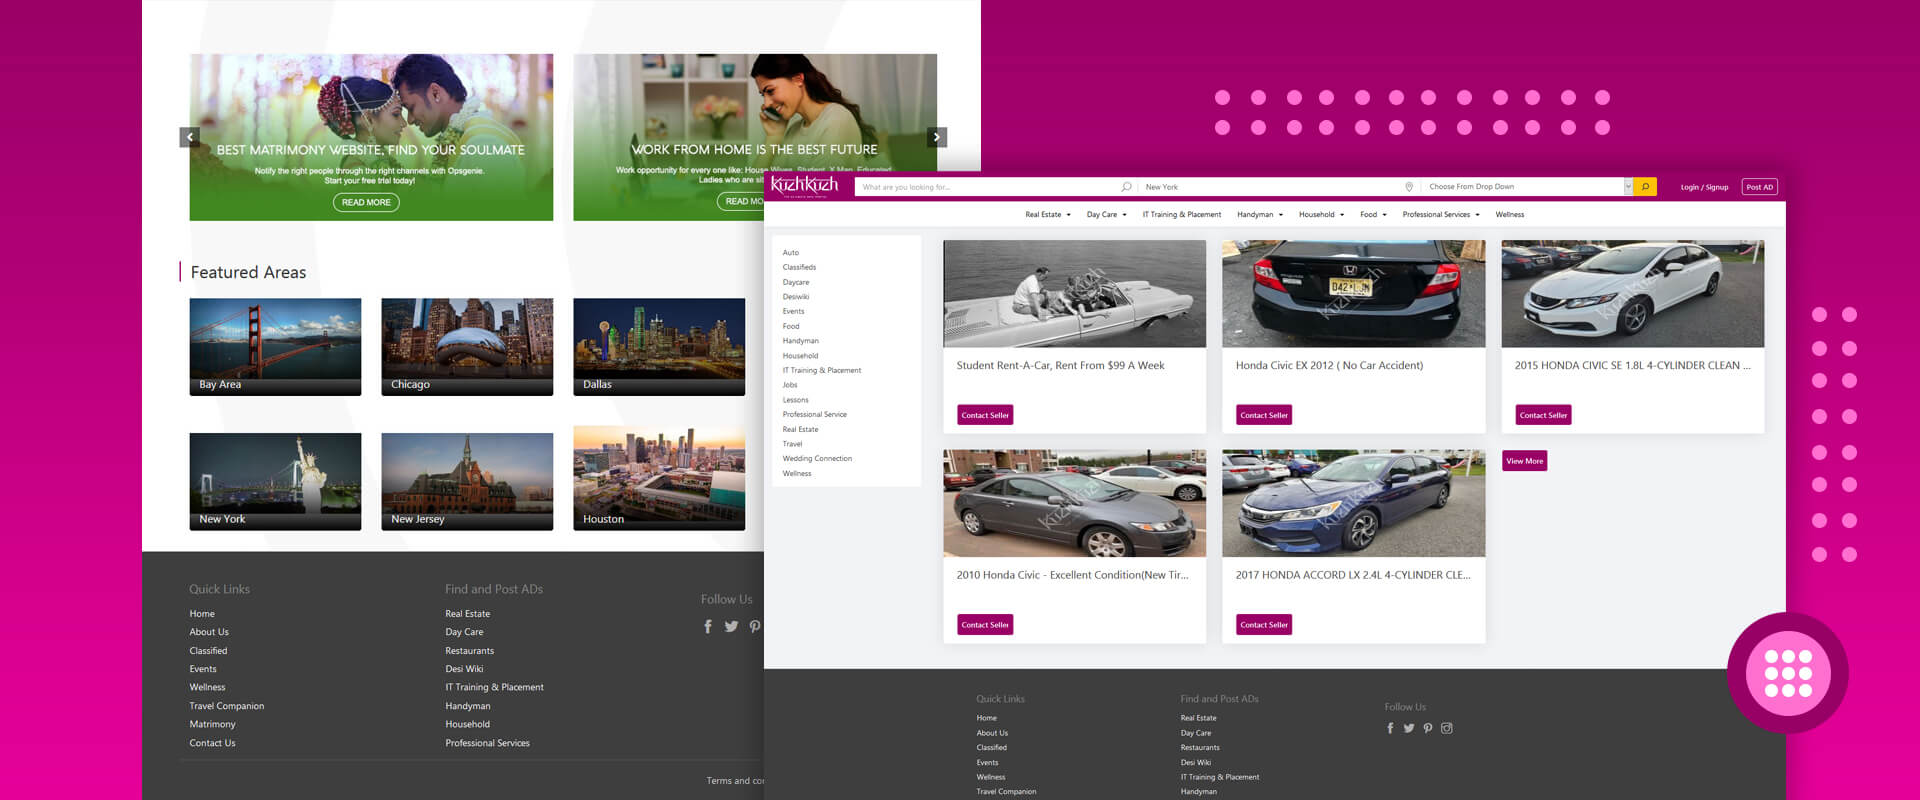 BEST MATRIMONY WEBSITE, FIND YOUR SOULMATE
Notify the right people through the right channels with Opsgenie.
Start your free trial today!
READ MORE
WORK FROM HOME IS THE BEST FUTURE
Work opportunity for every one like: House Wives, Student, X Man, Educated
Ladies who are sit
READ MO
Featured Areas
Bay Area
Chicago
Dallas
New York
New Jersey
Houston
Quick Links
Home
About Us
Classified
Events
Wellness
Travel Companion
Matrimony
Contact Us
Find and Post ADs
Real Estate
Day Care
Restaurants
Desi Wiki
IT Training & Placement
Handyman
Household
Professional Services
Follow Us
Terms and co
KuzhKuzh
What are you looking for...
New York
Choose From Drop Down
Login / Signup
Post AD
Real Estate
Day Care
IT Training & Placement
Handyman
Household
Food
Professional Services
Wellness
Auto
Classifieds
Daycare
Desiwiki
Events
Food
Handyman
Household
IT Training & Placement
Jobs
Lessons
Professional Service
Real Estate
Travel
Wedding Connection
Wellness
KuzhKuzh
Student Rent-A-Car, Rent From $99 A Week
Contact Seller
KuzhKuzh
Honda Civic EX 2012 ( No Car Accident)
Contact Seller
KuzhKuzh
2015 HONDA CIVIC SE 1.8L 4-CYLINDER CLEAN ...
Contact Seller
KuzhKuzh
2010 Honda Civic - Excellent Condition(New Tir...
Contact Seller
KuzhKuzh
2017 HONDA ACCORD LX 2.4L 4-CYLINDER CLE...
Contact Seller
View More
Quick Links
Home
About Us
Classified
Events
Wellness
Travel Companion
Find and Post ADs
Real Estate
Day Care
Restaurants
Desi Wiki
IT Training & Placement
Handyman
Follow Us